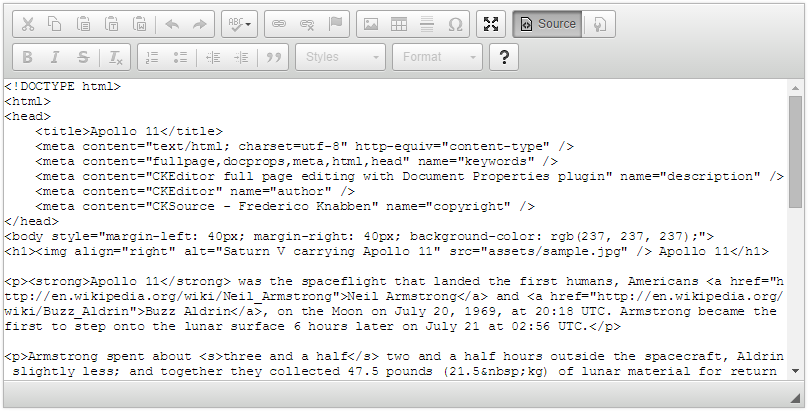 ABC
Source
B I S Tx
Styles
Format
?
<!DOCTYPE html>
<html>
<head>
    <title>Apollo 11</title>
    <meta content="text/html; charset=utf-8" http-equiv="content-type" />
    <meta content="fullpage,docprops,meta,html,head" name="keywords" />
    <meta content="CKEditor full page editing with Document Properties plugin" name="description" />
    <meta content="CKEditor" name="author" />
    <meta content="CKSource - Frederico Knabben" name="copyright" />
</head>
<body style="margin-left: 40px; margin-right: 40px; background-color: rgb(237, 237, 237);">
<h1><img align="right" alt="Saturn V carrying Apollo 11" src="assets/sample.jpg" /> Apollo 11</h1>

<p><strong>Apollo 11</strong> was the spaceflight that landed the first humans, Americans <a href="h
ttp://en.wikipedia.org/wiki/Neil_Armstrong">Neil Armstrong</a> and <a href="http://en.wikipedia.org/
wiki/Buzz_Aldrin">Buzz Aldrin</a>, on the Moon on July 20, 1969, at 20:18 UTC. Armstrong became the
first to step onto the lunar surface 6 hours later on July 21 at 02:56 UTC.</p>

<p>Armstrong spent about <s>three and a half</s> two and a half hours outside the spacecraft, Aldrin
 slightly less; and together they collected 47.5 pounds (21.5&nbsp;kg) of lunar material for return